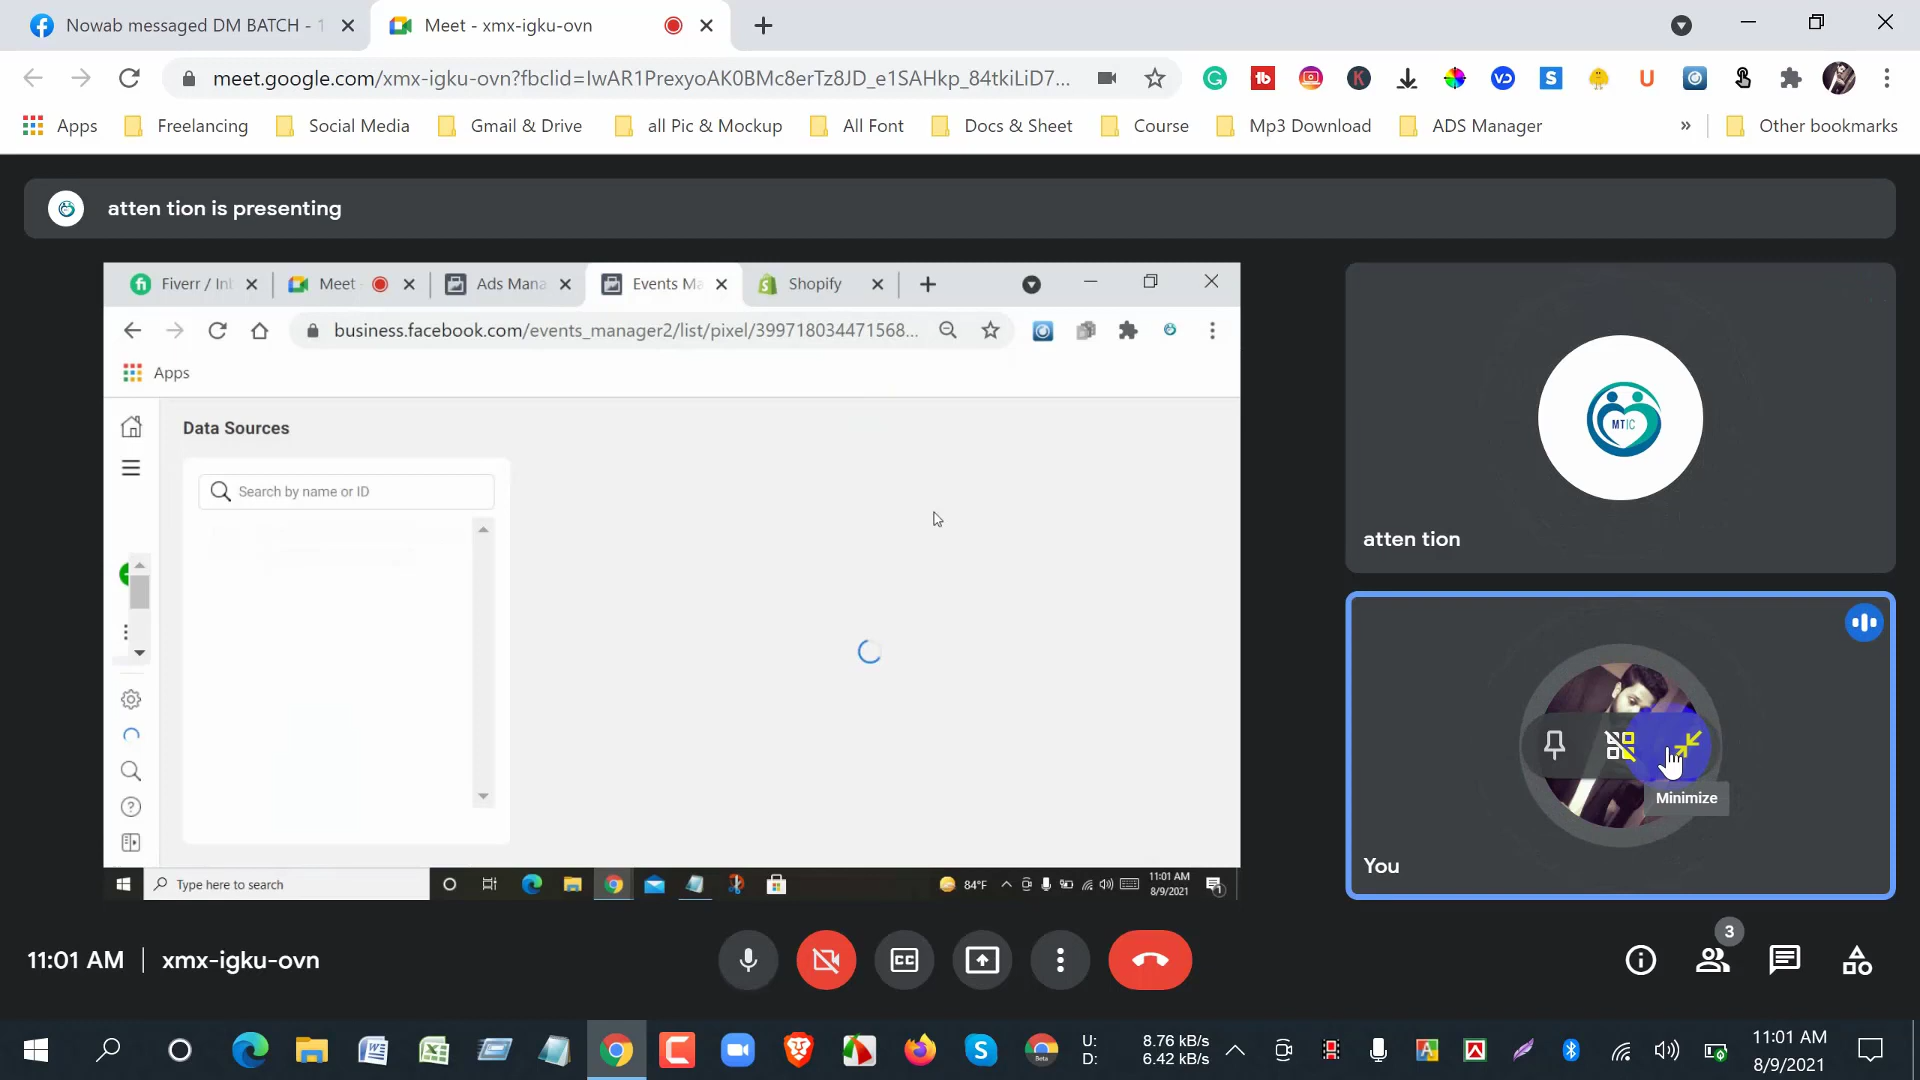 Nowab messaged DM BATCH - 1
Meet - xmx-igku-ovn
meet.google.com/xmx-igku-ovn?fbclid=IwAR1PrexyoAK0BMc8erTz8JD_e1SAHkp_84tkiLiD7...
Apps
Freelancing
Social Media
Gmail & Drive
all Pic & Mockup
All Font
Docs & Sheet
Course
Mp3 Download
ADS Manager
»
Other bookmarks
atten tion is presenting
Fiverr / Int
Meet
Ads Mana
Events Ma
Shopify
business.facebook.com/events_manager2/list/pixel/399718034471568...
Apps
Data Sources
Search by name or ID
Type here to search
84°F
11:01 AM
8/9/2021
MTIC
atten tion
Minimize
You
11:01 AM
xmx-igku-ovn
CC
3
U: 8.76 kB/s
D: 6.42 kB/s
11:01 AM
8/9/2021